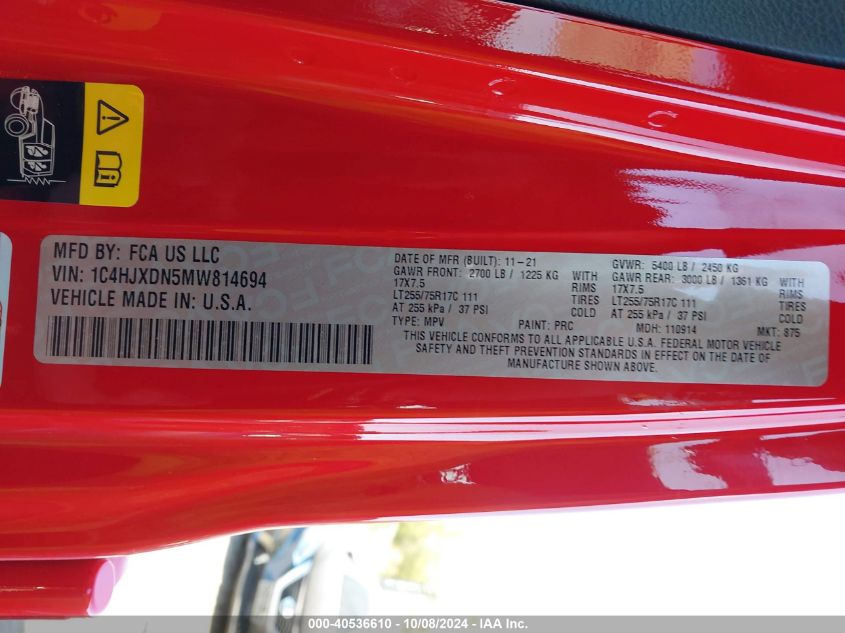 MFD BY: FCA US LLC
VIN: 1C4HJXDN5MW814694
VEHICLE MADE IN: U.S.A.
DATE OF MFR (BUILT): 11-21
GAWR FRONT: 2700 LB / 1225 KG WITH
17X7.5 RIMS
LT255/75R17C 111 TIRES
AT 255 kPa / 37 PSI COLD
TYPE: MPV PAINT: PRC
GVWR: 5400 LB / 2450 KG
GAWR REAR: 3000 LB / 1361 KG WITH
17X7.5 RIMS
LT255/75R17C 111 TIRES
AT 255 kPa / 37 PSI COLD
MDH: 110914 MKT: 875
THIS VEHICLE CONFORMS TO ALL APPLICABLE U.S.A. FEDERAL MOTOR VEHICLE
SAFETY AND THEFT PREVENTION STANDARDS IN EFFECT ON THE DATE OF
MANUFACTURE SHOWN ABOVE.
000-40536610 / 10/08/2024 / IAA Inc.